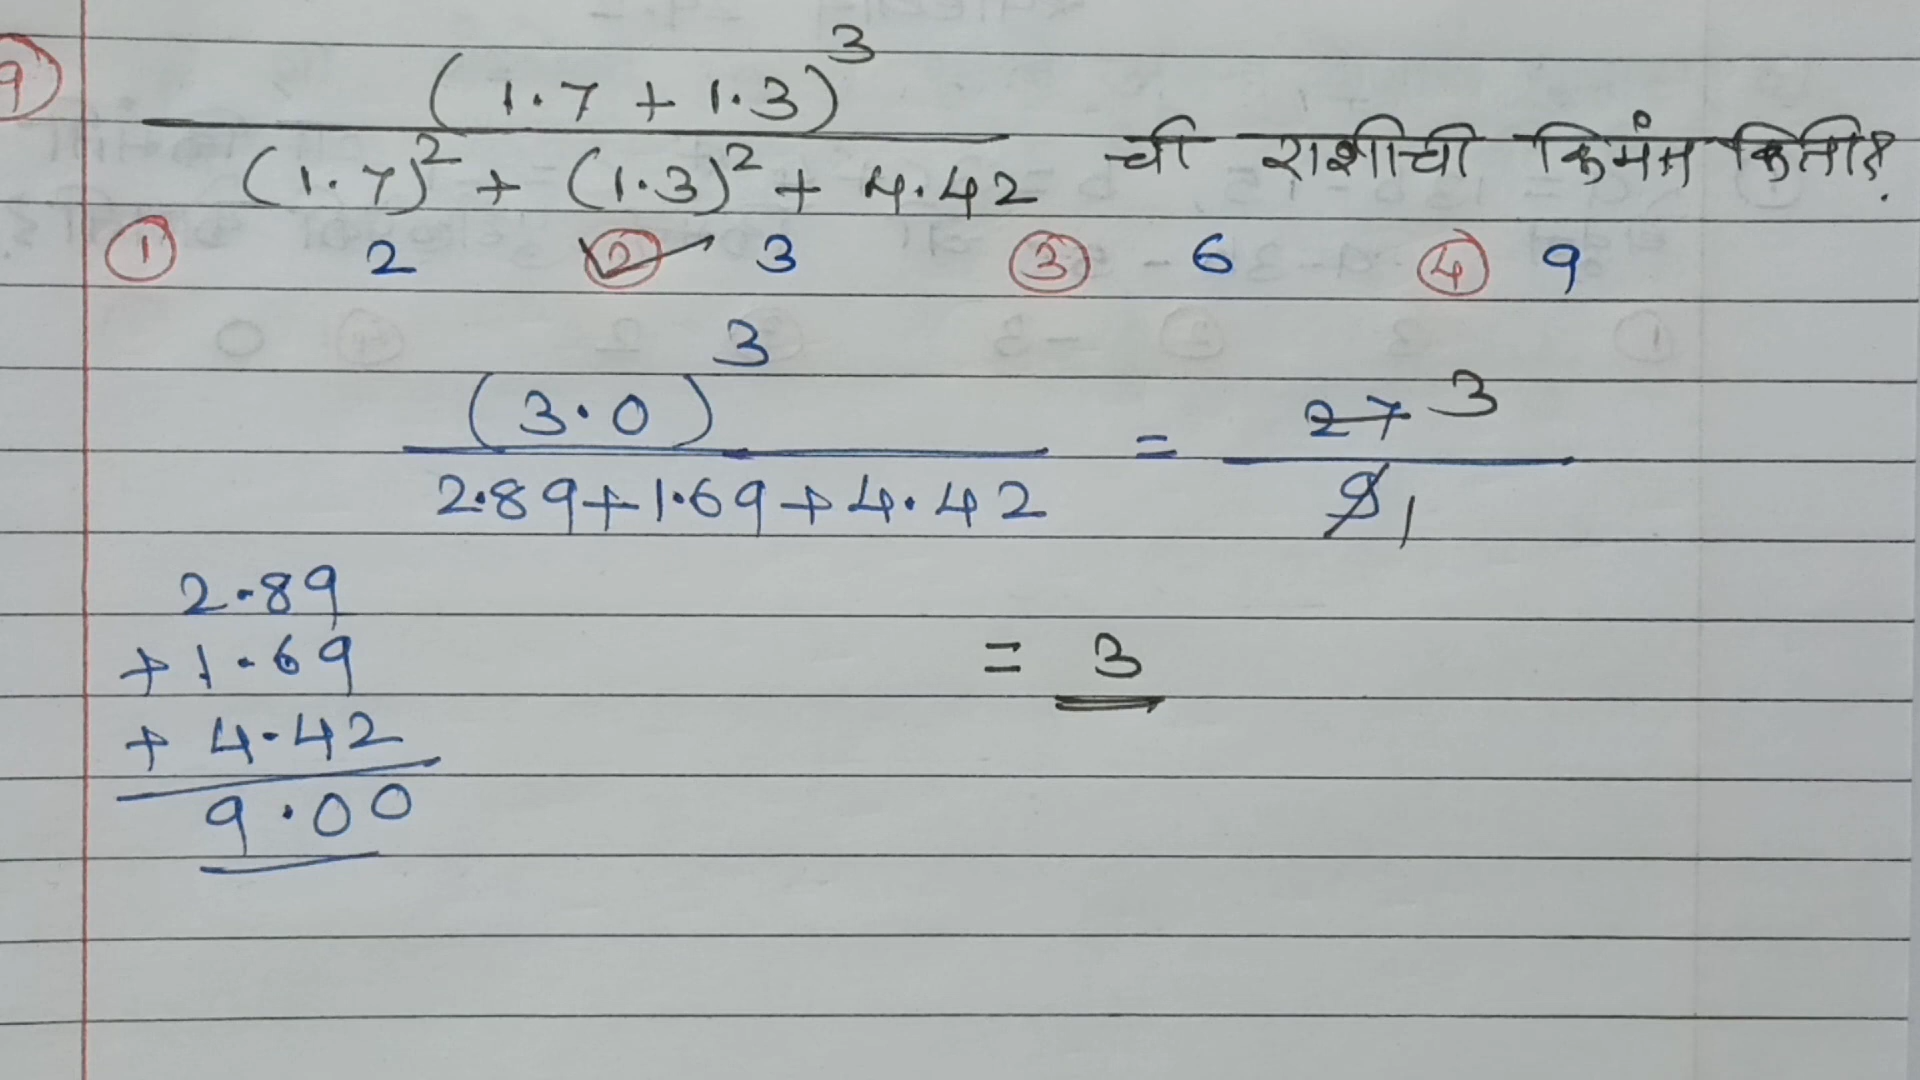 9
(1.7 + 1.3)³
(1.7)² + (1.3)² + 4.42 ची राशीची किंमत किती?
① 2 ② 3 ③ 6 ④ 9
(3.0)³ = 27 3
2.89+1.69+4.42 9 1
2.89
+ 1.69
+ 4.42
9.00
= 3